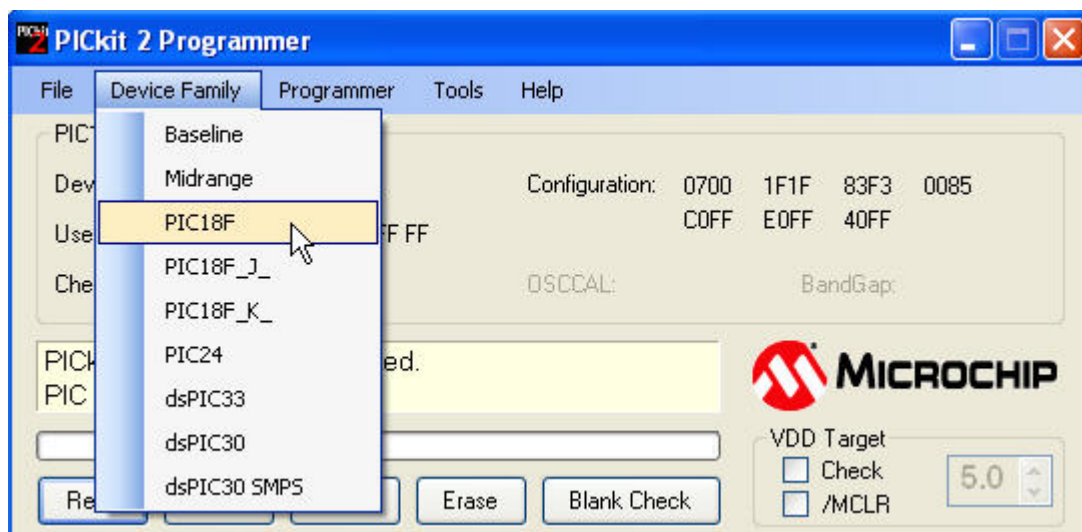 PICkit 2 Programmer
File Device Family Programmer Tools Help
Baseline
Midrange
PIC18F
PIC18F_J_
PIC18F_K_
PIC24
dsPIC33
dsPIC30
dsPIC30 SMPS
Configuration: 0700 1F1F 83F3 0085
C0FF E0FF 40FF
FF
OSCCAL: BandGap:
PIC
MICROCHIP
VDD Target
Check
/MCLR
5.0
Erase Blank Check